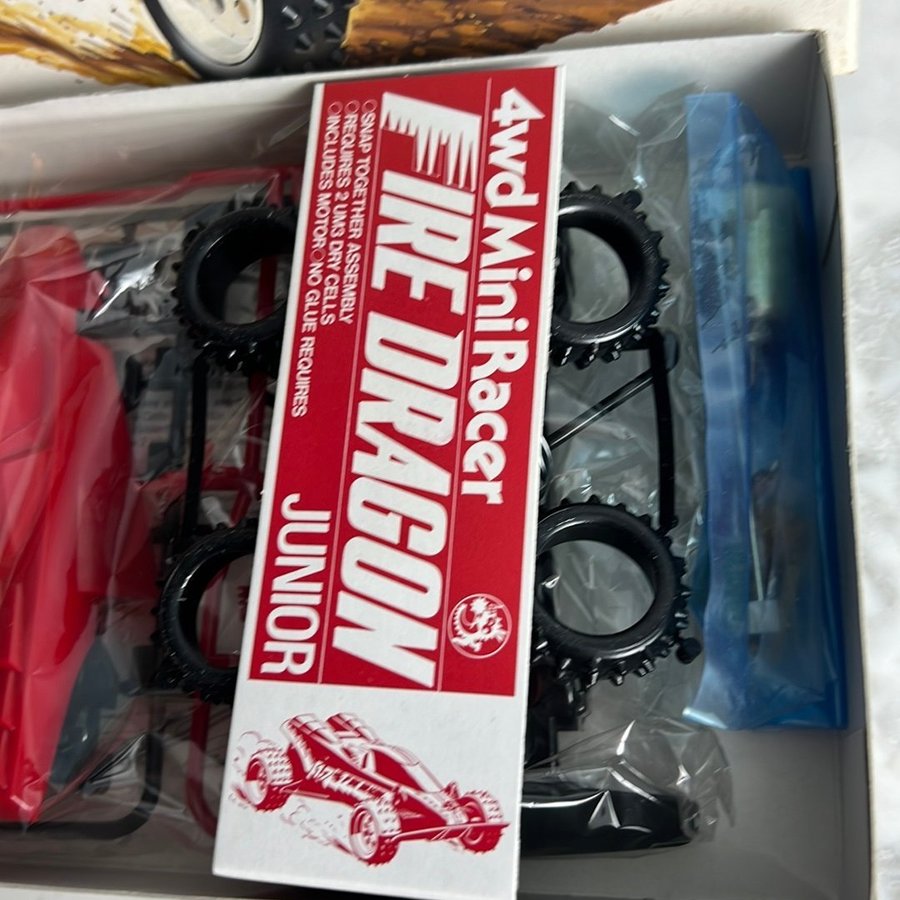 4wd Mini Racer
FIRE DRAGON
○SNAP TOGETHER ASSEMBLY
○REQUIRES 2 UM3 DRY CELLS
○INCLUDES MOTOR○NO GLUE REQUIRES
JUNIOR